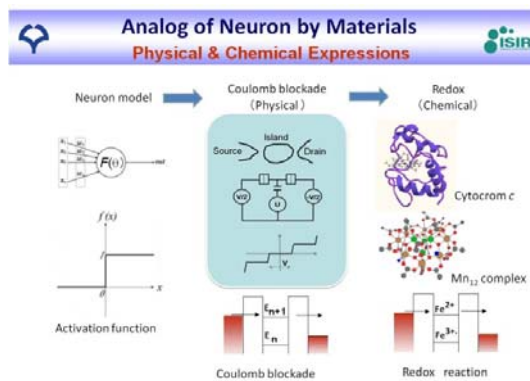 Analog of Neuron by Materials
Physical & Chemical Expressions
ISIR
Neuron model
Coulomb blockade
(Physical)
Redox
(Chemical)
Island
Source
Drain
F(θ)
out
V/2
U
V/2
V
f(x)
1
θ
x
Activation function
Cytocrom c
Mn12 complex
En+1
En
Coulomb blockade
Fe2+
Fe3+
Redox reaction